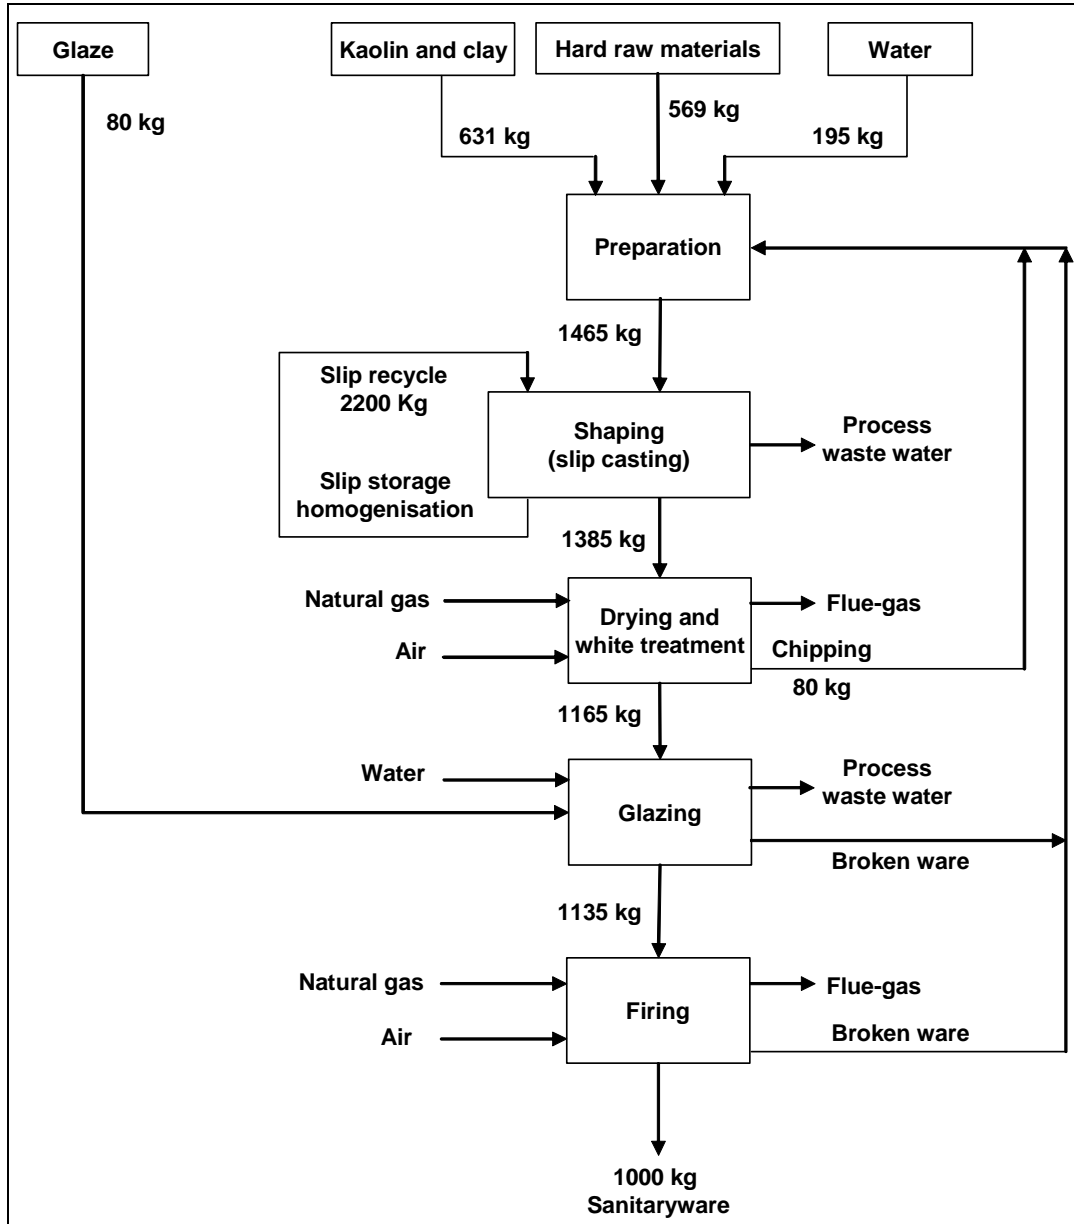 Glaze
Kaolin and clay
Hard raw materials
Water
80 kg
631 kg
569 kg
195 kg
Preparation
1465 kg
Slip recycle
2200 Kg
Shaping
(slip casting)
Process
waste water
Slip storage
homogenisation
1385 kg
Natural gas
Air
Drying and
white treatment
Flue-gas
Chipping
80 kg
1165 kg
Water
Glazing
Process
waste water
Broken ware
1135 kg
Natural gas
Air
Firing
Flue-gas
Broken ware
1000 kg
Sanitaryware